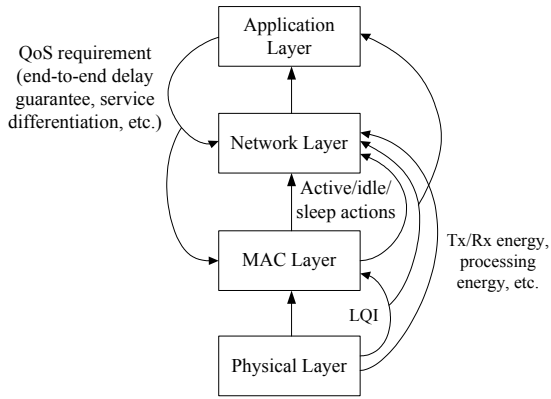 Application
Layer
QoS requirement
(end-to-end delay
guarantee, service
differentiation, etc.)
Network Layer
Active/idle/
sleep actions
Tx/Rx energy,
processing
energy, etc.
MAC Layer
LQI
Physical Layer